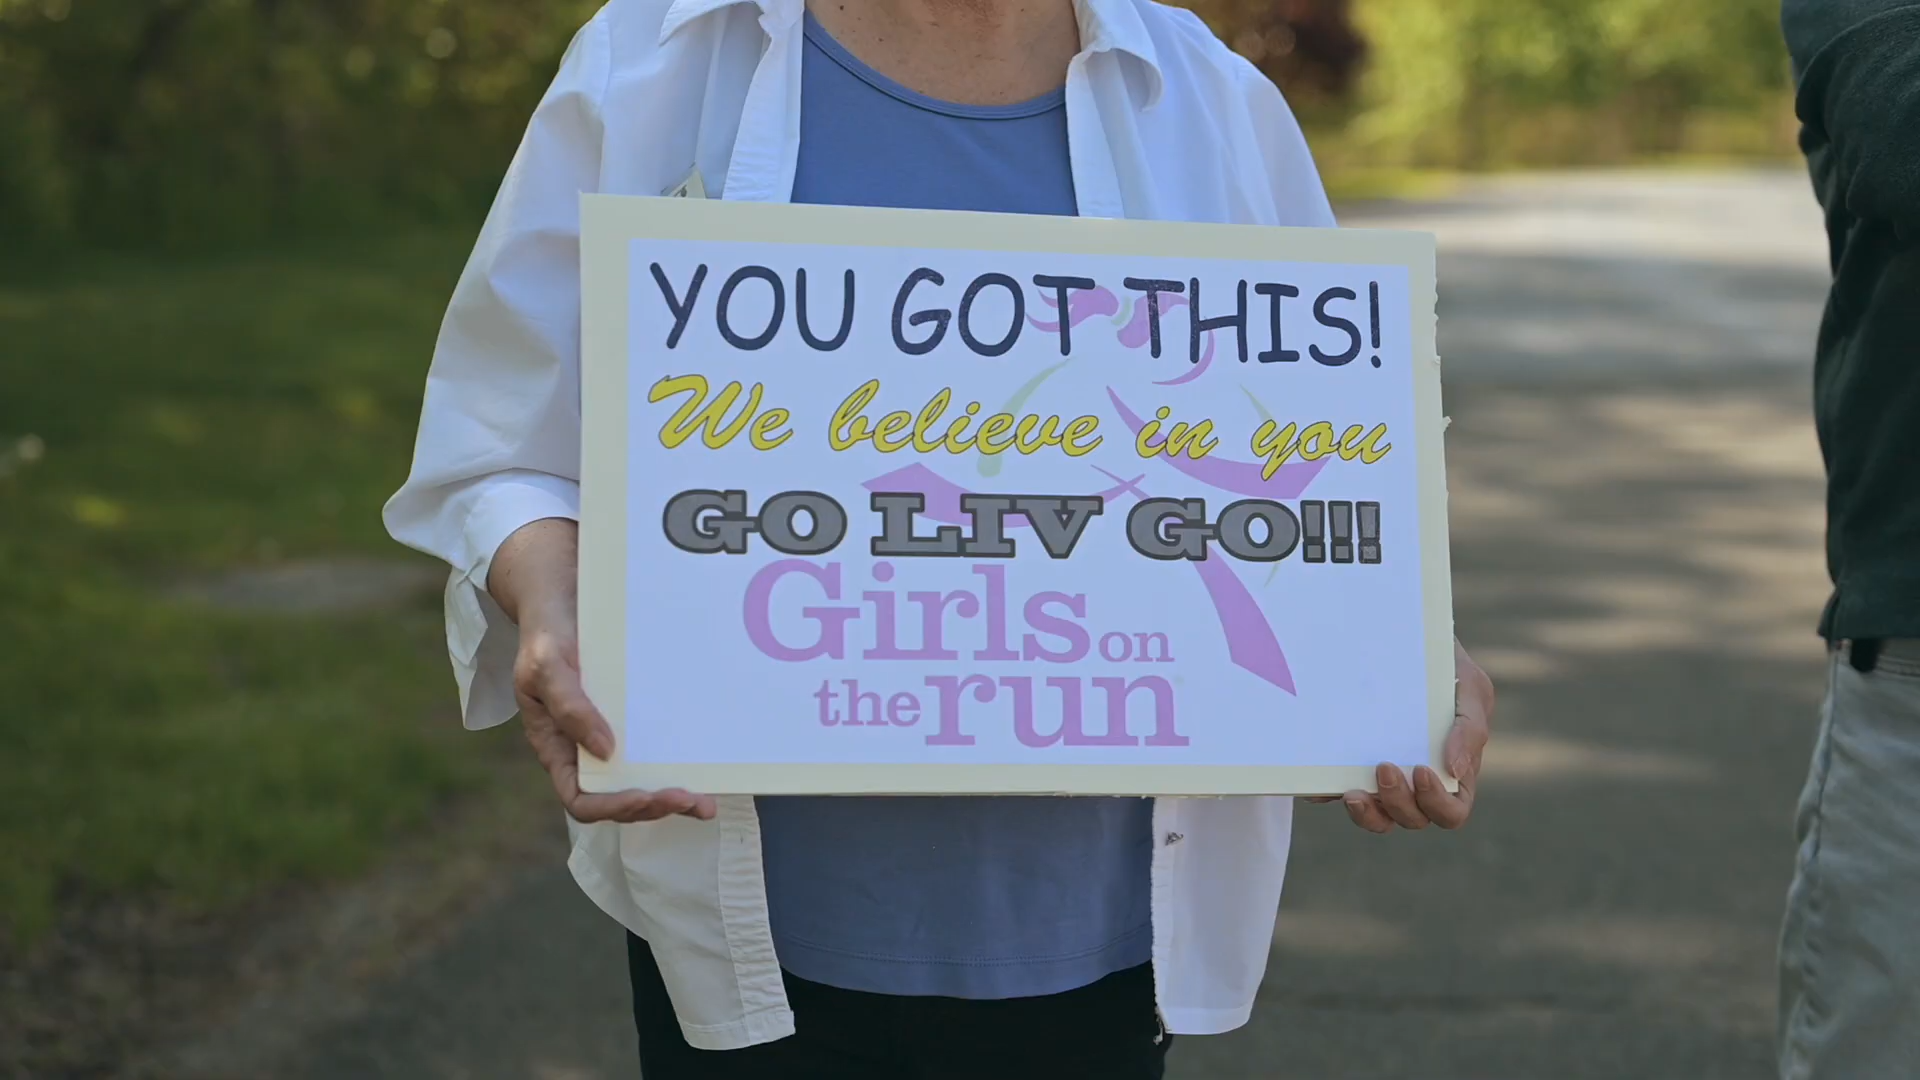 YOU GOT THIS!
We believe in you
GO LIV GO!!!
Girls on
the run